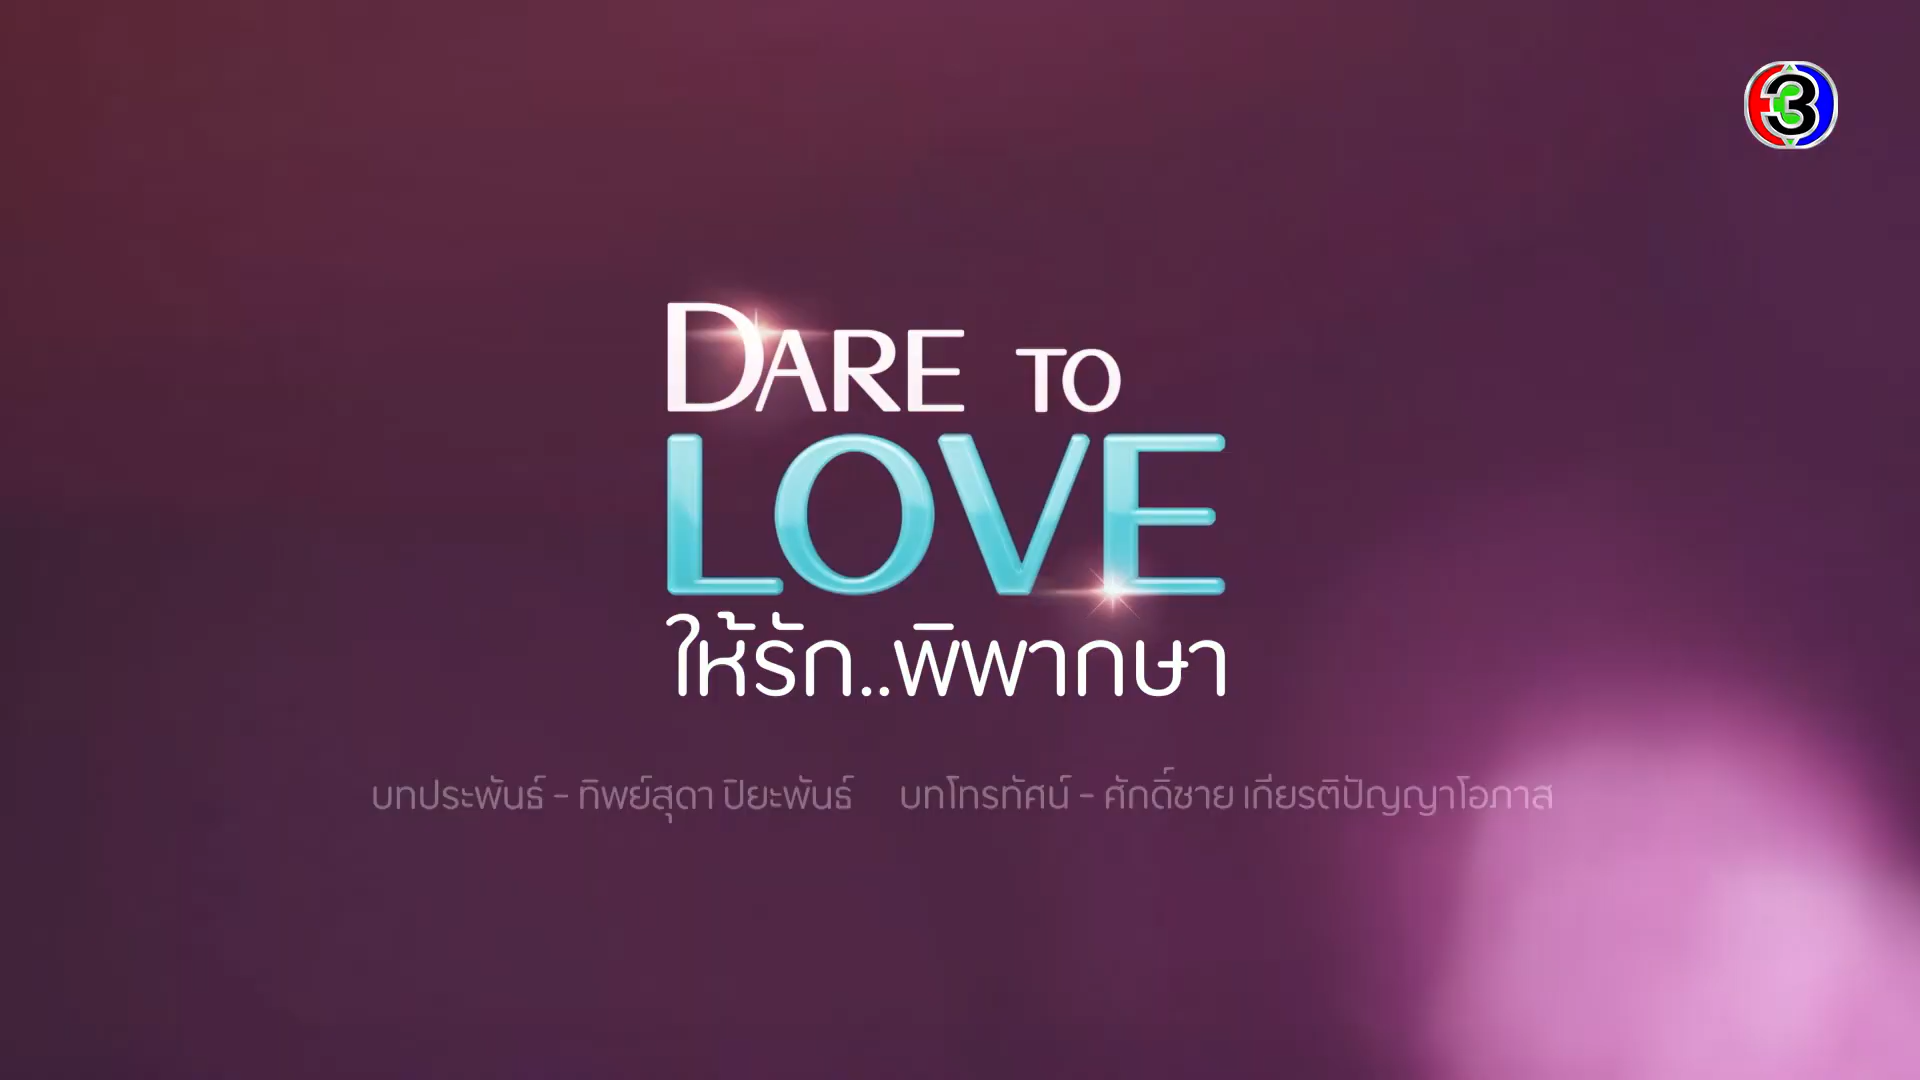 3
DARE TO
LOVE
ให้รัก..พิพากษา
บทประพันธ์ - ทิพย์สุดา ปิยะพันธ์ บทโทรทัศน์ - ศักดิ์ชาย เกียรติปัญญาโอภาส